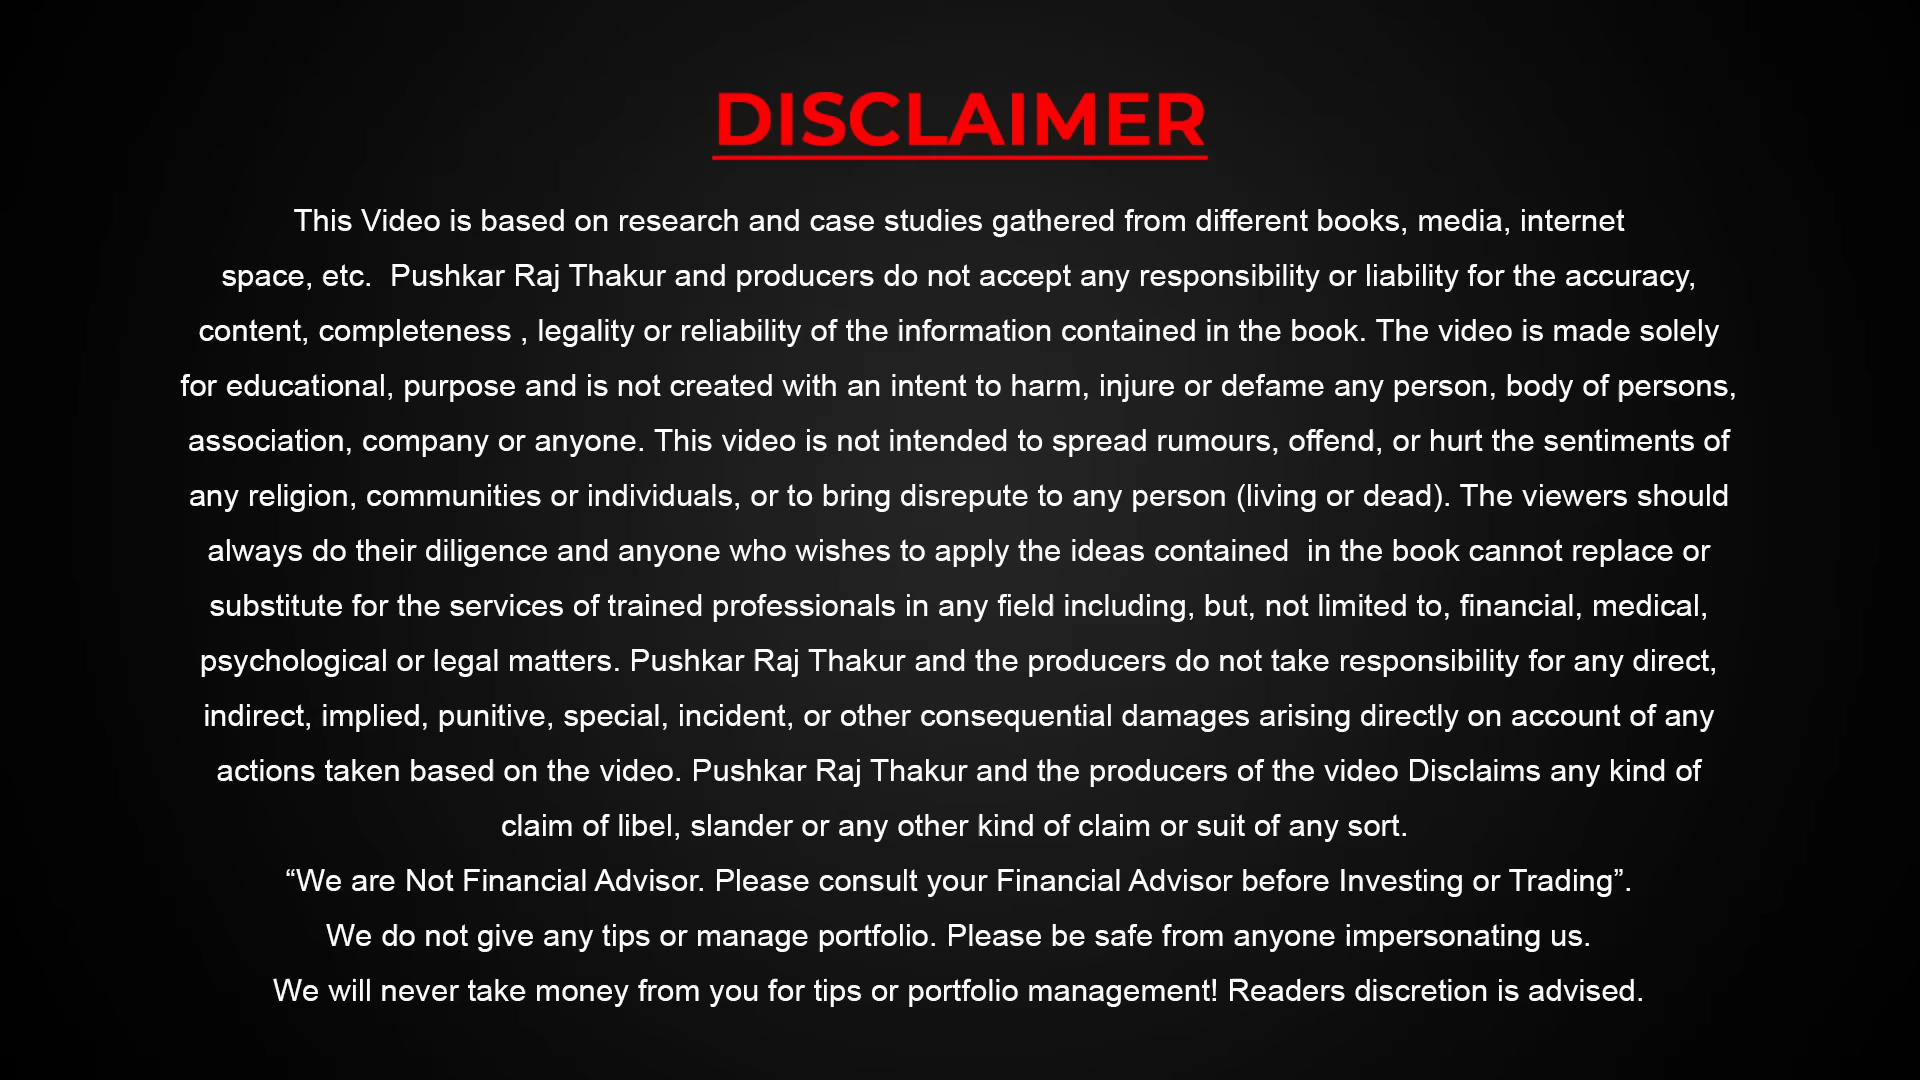 DISCLAIMER
This Video is based on research and case studies gathered from different books, media, internet
space, etc.  Pushkar Raj Thakur and producers do not accept any responsibility or liability for the accuracy,
content, completeness , legality or reliability of the information contained in the book. The video is made solely
for educational, purpose and is not created with an intent to harm, injure or defame any person, body of persons,
association, company or anyone. This video is not intended to spread rumours, offend, or hurt the sentiments of
any religion, communities or individuals, or to bring disrepute to any person (living or dead). The viewers should
always do their diligence and anyone who wishes to apply the ideas contained  in the book cannot replace or
substitute for the services of trained professionals in any field including, but, not limited to, financial, medical,
psychological or legal matters. Pushkar Raj Thakur and the producers do not take responsibility for any direct,
indirect, implied, punitive, special, incident, or other consequential damages arising directly on account of any
actions taken based on the video. Pushkar Raj Thakur and the producers of the video Disclaims any kind of
claim of libel, slander or any other kind of claim or suit of any sort.
“We are Not Financial Advisor. Please consult your Financial Advisor before Investing or Trading”.
We do not give any tips or manage portfolio. Please be safe from anyone impersonating us.
We will never take money from you for tips or portfolio management! Readers discretion is advised.